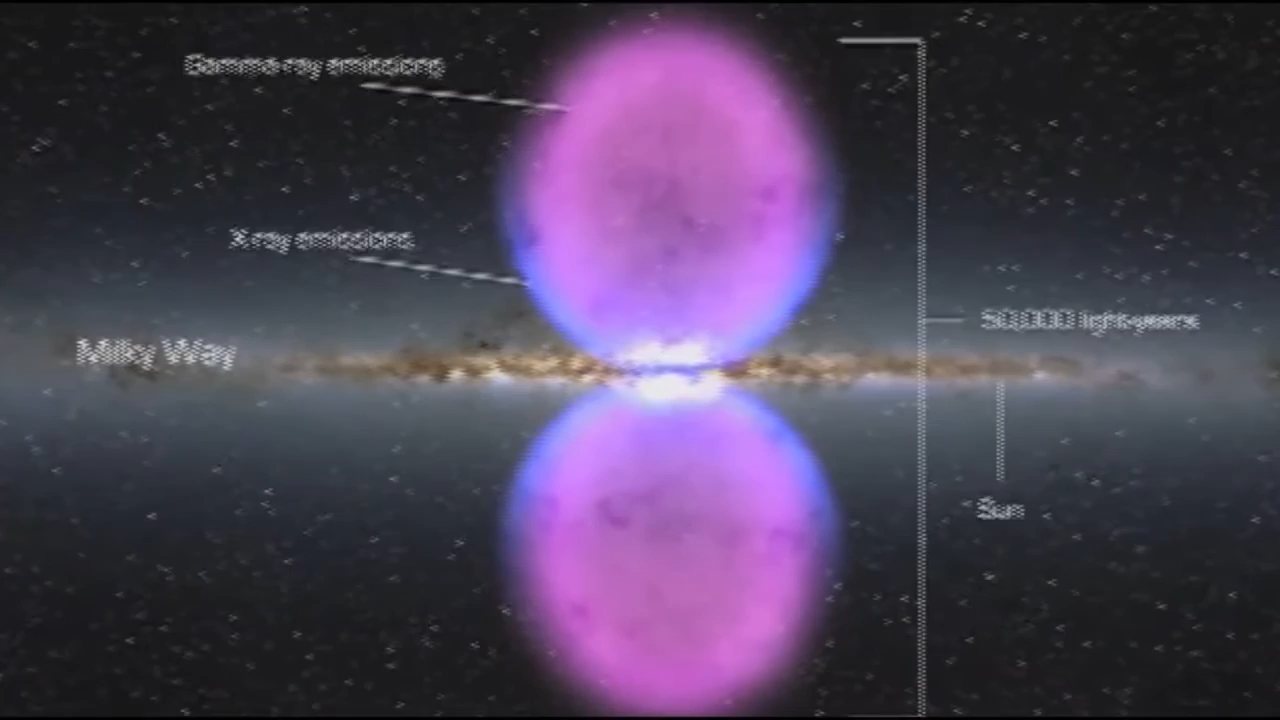 Gamma-ray emissions
X-ray emissions
Milky Way
50,000 light-years
Sun